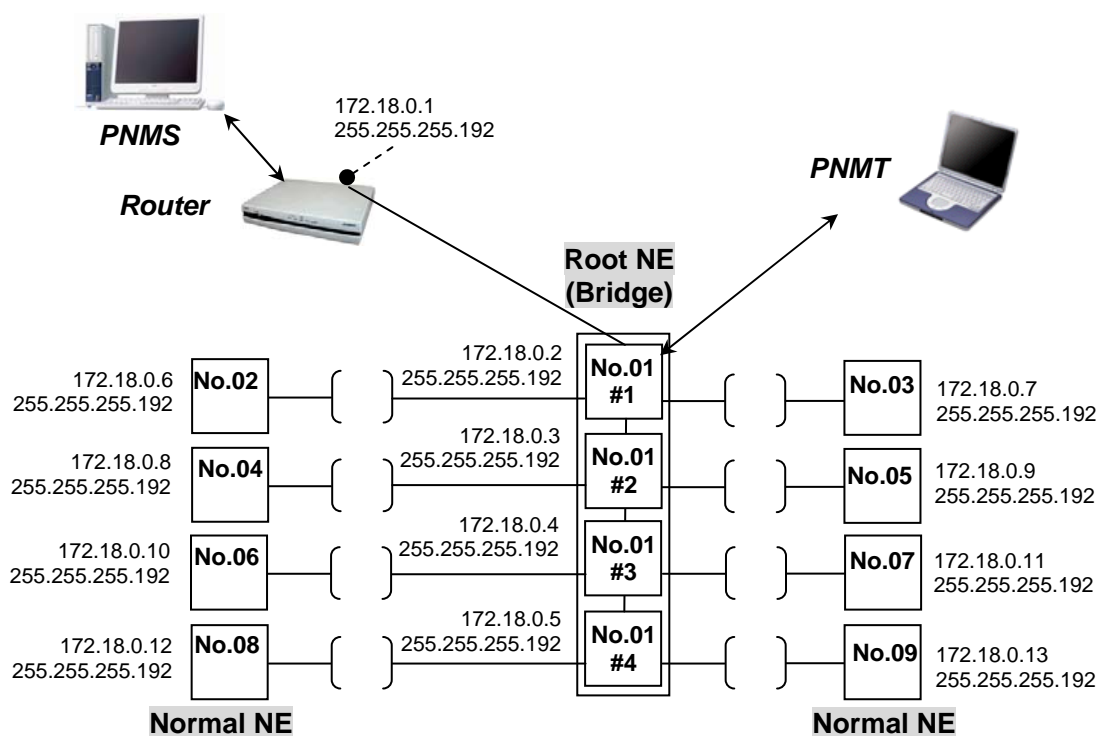 172.18.0.1
255.255.255.192
PNMS
PNMT
Router
Root NE
(Bridge)
172.18.0.2
255.255.255.192
No.01
#1
172.18.0.6
255.255.255.192
No.02
No.03
172.18.0.7
255.255.255.192
172.18.0.3
255.255.255.192
No.01
#2
172.18.0.8
255.255.255.192
No.04
No.05
172.18.0.9
255.255.255.192
172.18.0.4
255.255.255.192
No.01
#3
172.18.0.10
255.255.255.192
No.06
No.07
172.18.0.11
255.255.255.192
172.18.0.5
255.255.255.192
No.01
#4
172.18.0.12
255.255.255.192
No.08
No.09
172.18.0.13
255.255.255.192
Normal NE
Normal NE